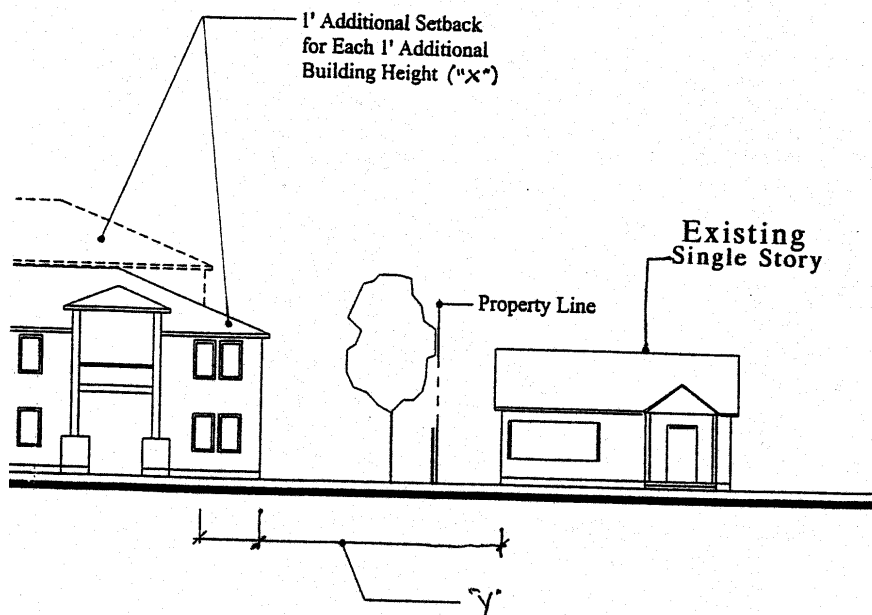 1' Additional Setback
for Each 1' Additional
Building Height ("X")
Existing
Single Story
Property Line
"Y"